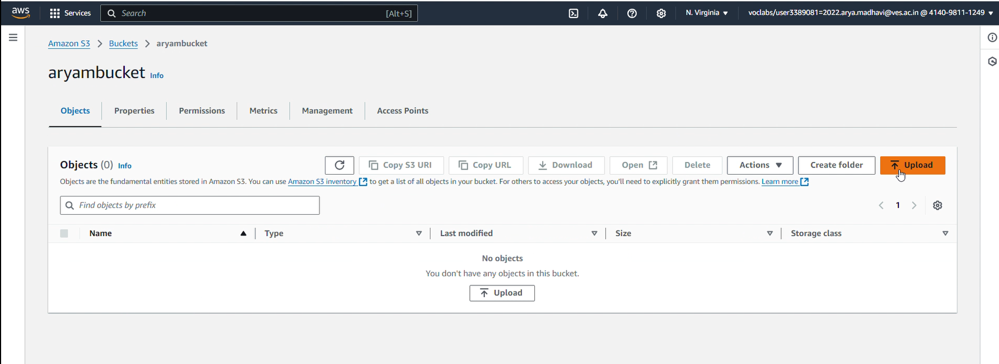 aws Services Search [Alt+S] N. Virginia voclabs/user3389081=2022.arya.madhavi@ves.ac.in @ 4140-9811-1249
Amazon S3 > Buckets > aryambucket
aryambucket Info
Objects Properties Permissions Metrics Management Access Points
Objects (0) Info Copy S3 URI Copy URL Download Open Delete Actions Create folder Upload
Objects are the fundamental entities stored in Amazon S3. You can use Amazon S3 inventory to get a list of all objects in your bucket. For others to access your objects, you'll need to explicitly grant them permissions. Learn more
Find objects by prefix 1
Name Type Last modified Size Storage class
No objects
You don't have any objects in this bucket.
Upload